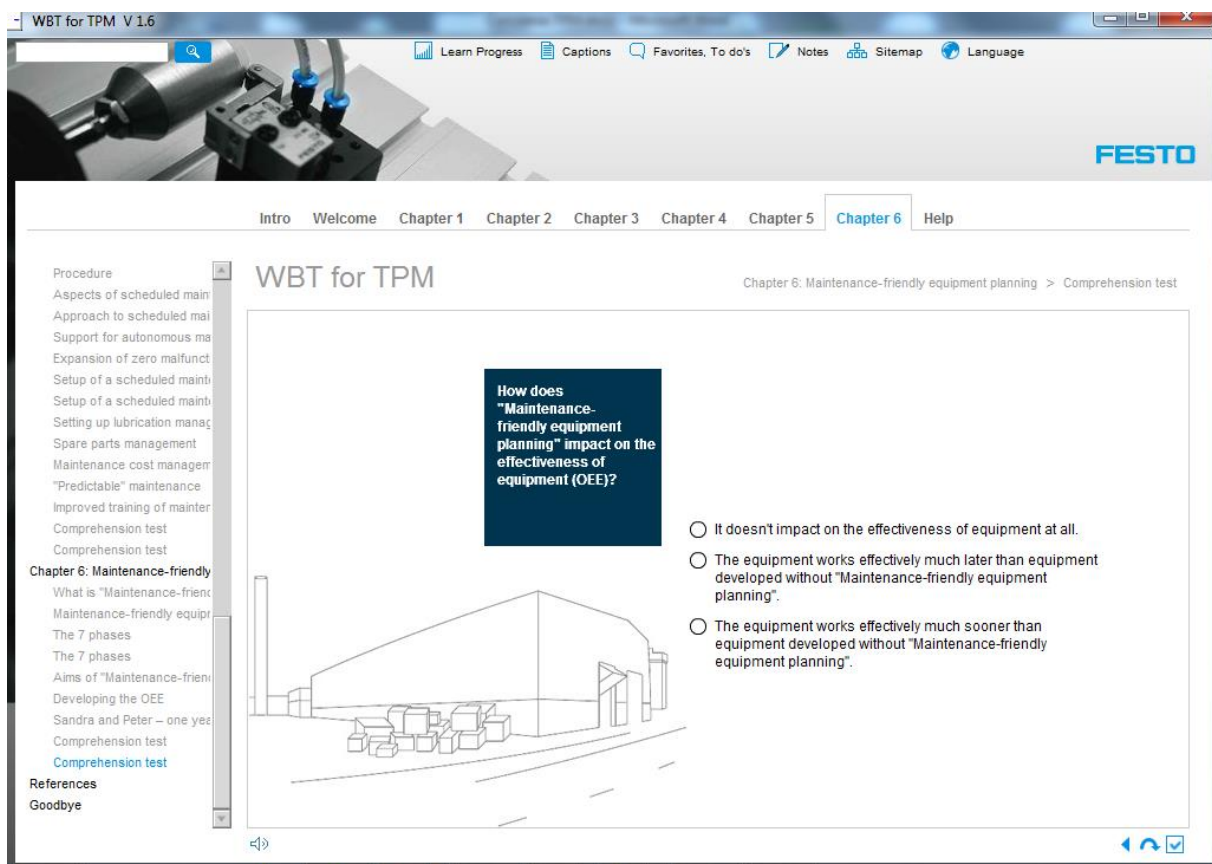 WBT for TPM V 1.6
Learn Progress Captions Favorites, To do's Notes Sitemap Language
FESTO
Intro Welcome Chapter 1 Chapter 2 Chapter 3 Chapter 4 Chapter 5 Chapter 6 Help
WBT for TPM
Chapter 6: Maintenance-friendly equipment planning > Comprehension test
Procedure
Aspects of scheduled main
Approach to scheduled mai
Support for autonomous ma
Expansion of zero malfunct
Setup of a scheduled maint
Setup of a scheduled maint
Setting up lubrication manag
Spare parts management
Maintenance cost managem
"Predictable" maintenance
Improved training of mainter
Comprehension test
Comprehension test
Chapter 6: Maintenance-friendly
What is "Maintenance-friend
Maintenance-friendly equipr
The 7 phases
The 7 phases
Aims of "Maintenance-frien
Developing the OEE
Sandra and Peter – one yea
Comprehension test
Comprehension test
References
Goodbye
How does
"Maintenance-
friendly equipment
planning" impact on the
effectiveness of
equipment (OEE)?
It doesn't impact on the effectiveness of equipment at all.
The equipment works effectively much later than equipment
developed without "Maintenance-friendly equipment
planning".
The equipment works effectively much sooner than
equipment developed without "Maintenance-friendly
equipment planning".